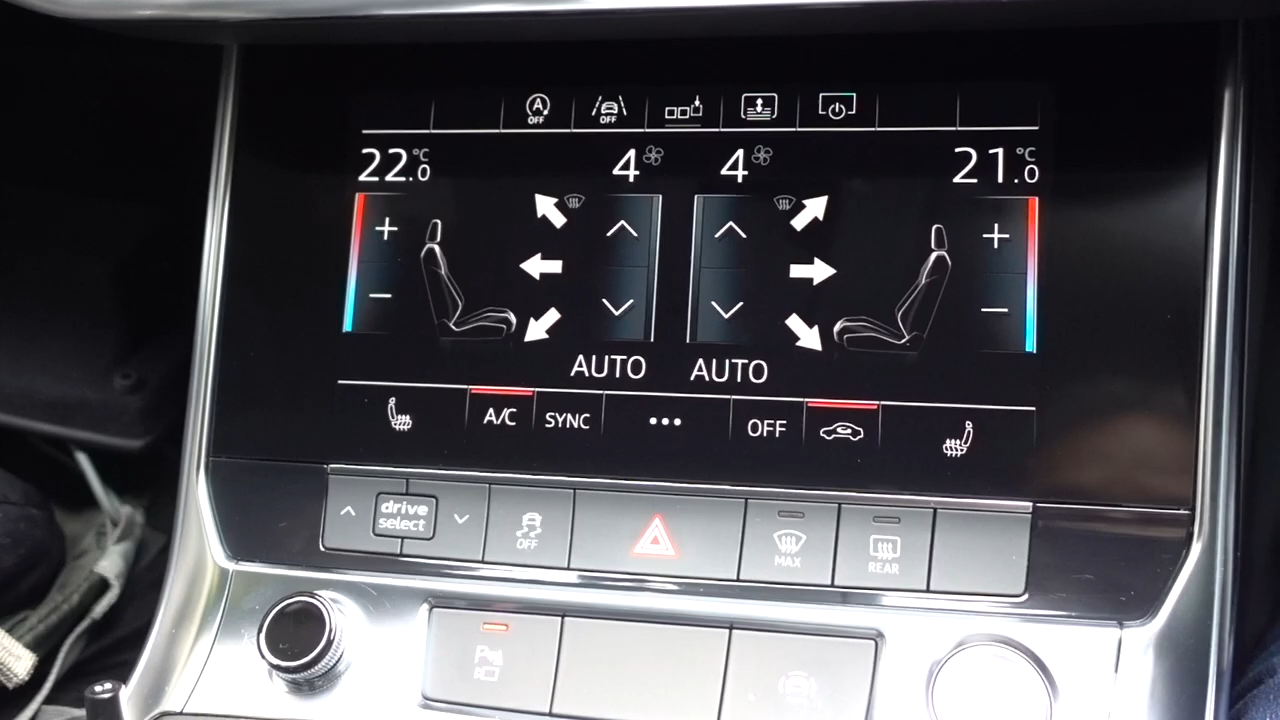 A
OFF
OFF
22.0 °C
4
4
21.0 °C
+
−
+
−
AUTO
AUTO
A/C
SYNC
•••
OFF
drive
select
OFF
MAX
REAR
P